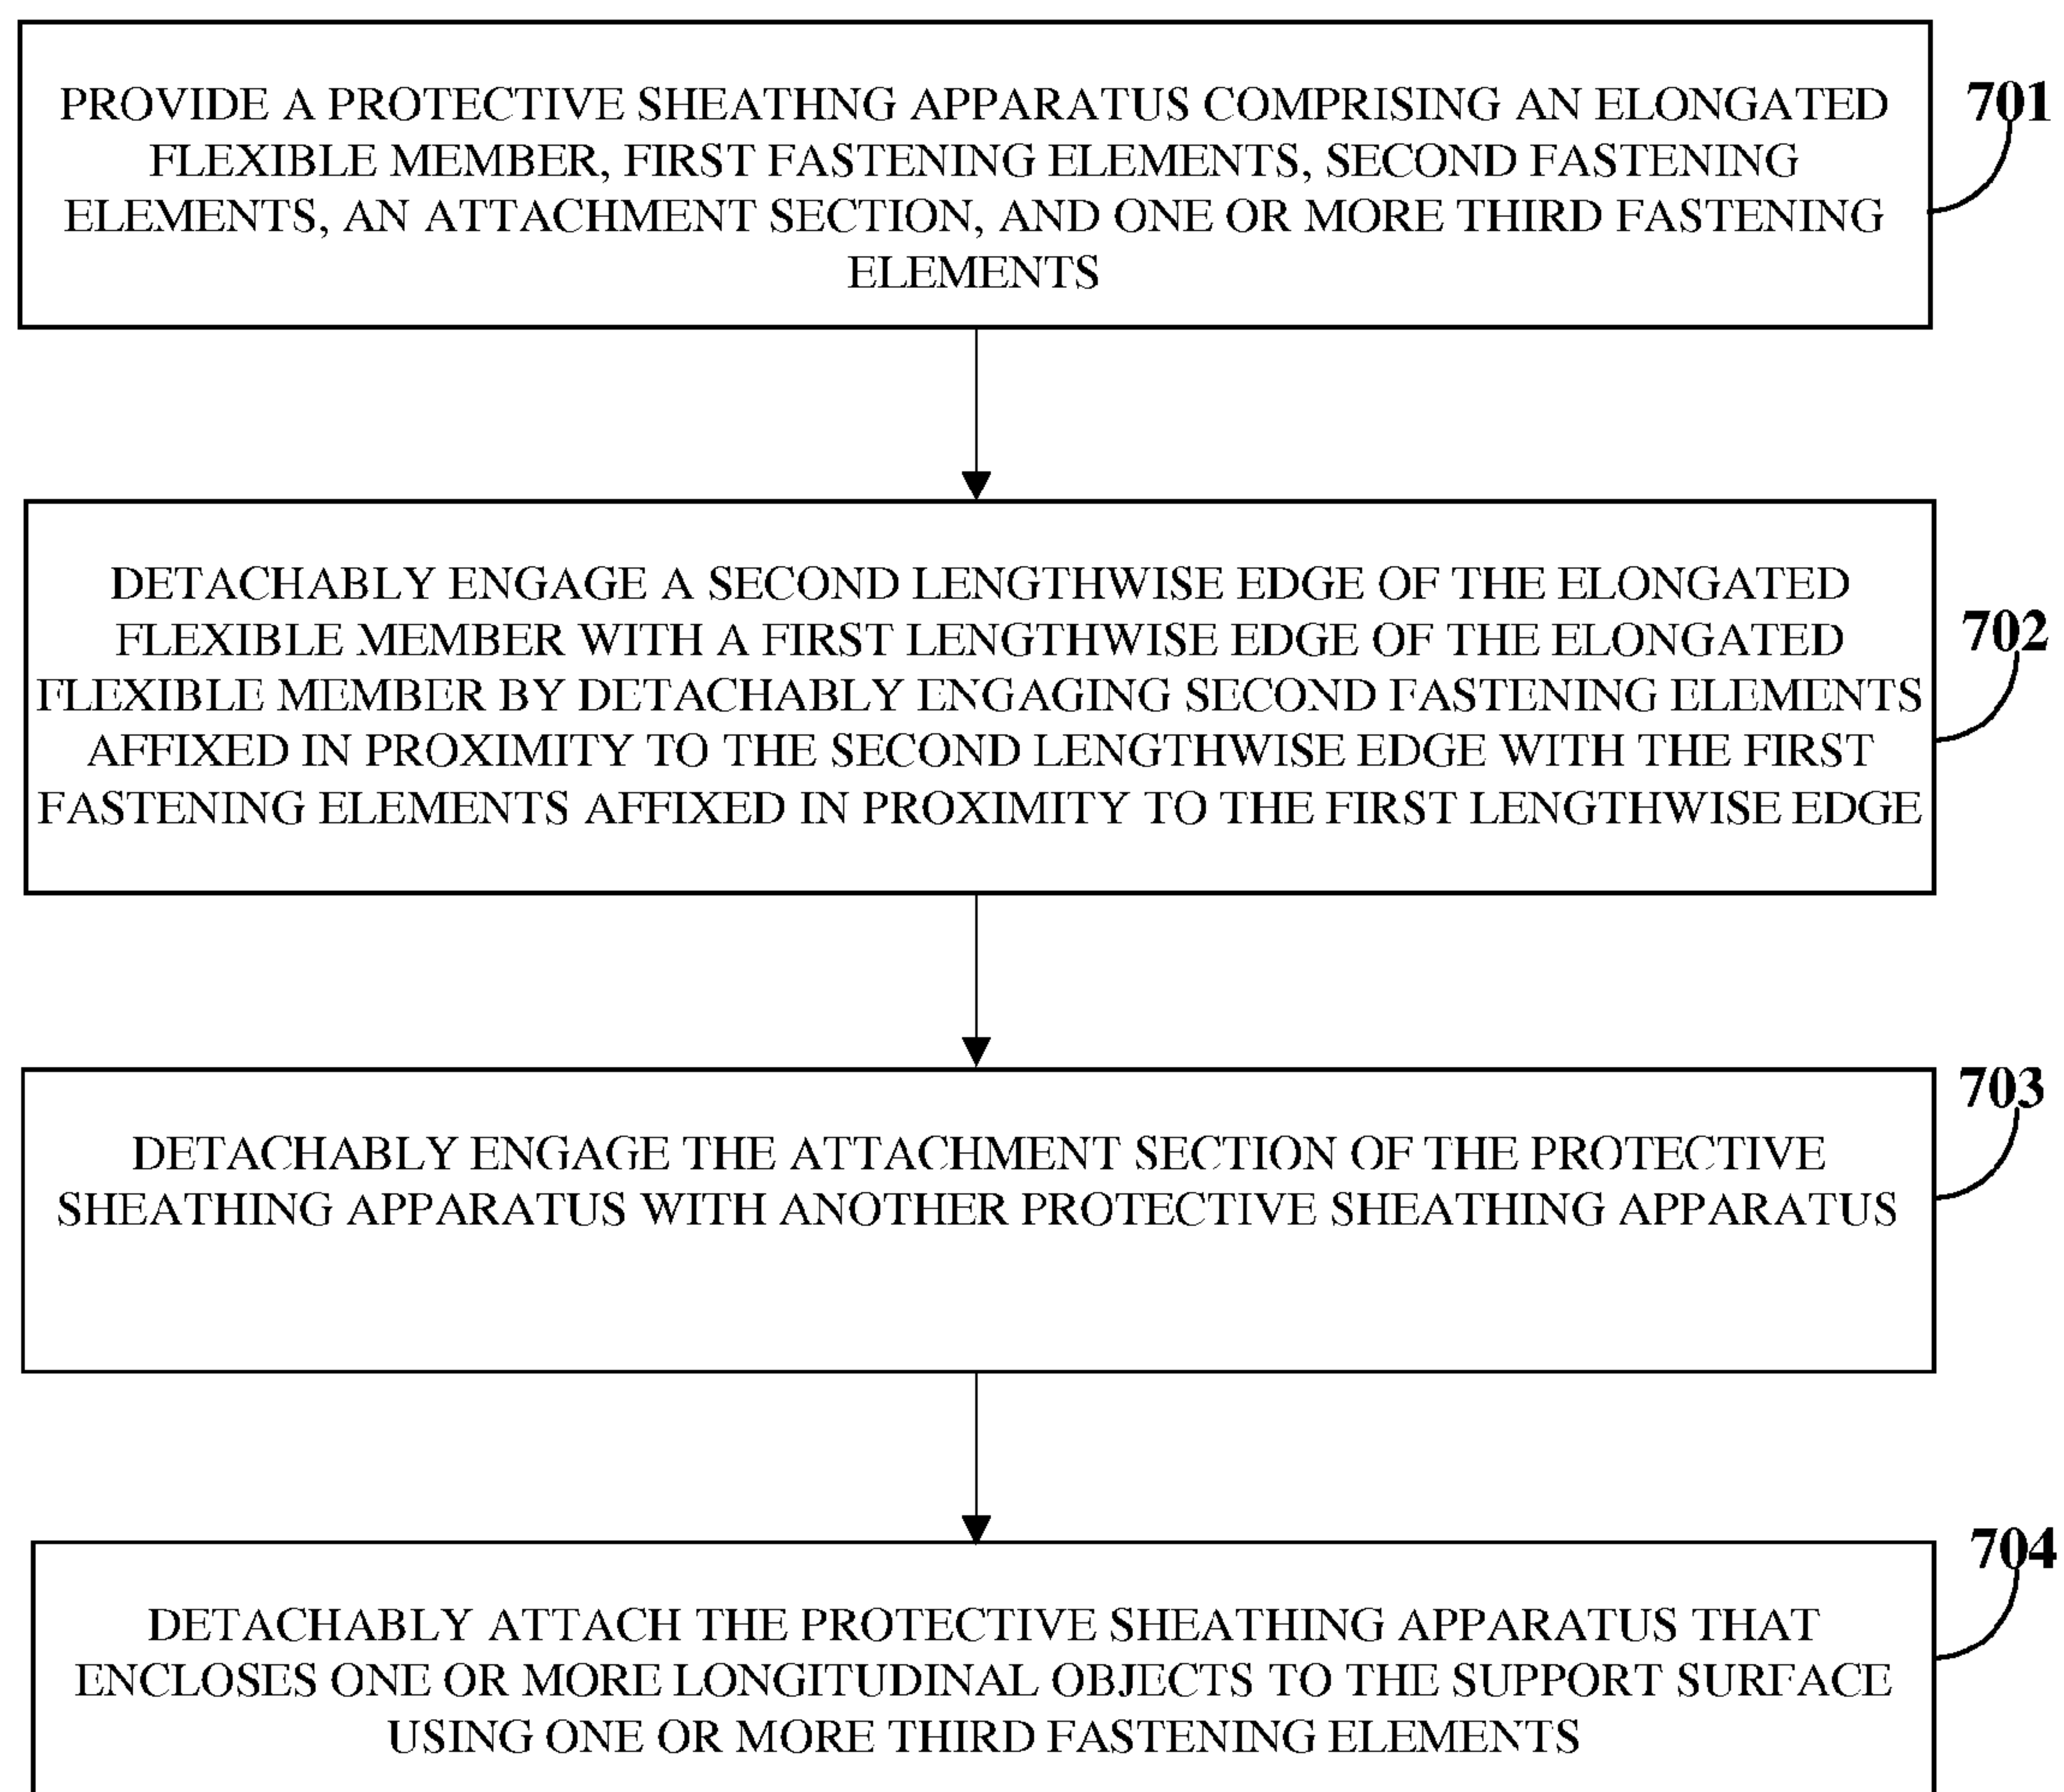 PROVIDE A PROTECTIVE SHEATHNG APPARATUS COMPRISING AN ELONGATED
FLEXIBLE MEMBER, FIRST FASTENING ELEMENTS, SECOND FASTENING
ELEMENTS, AN ATTACHMENT SECTION, AND ONE OR MORE THIRD FASTENING
ELEMENTS
701
DETACHABLY ENGAGE A SECOND LENGTHWISE EDGE OF THE ELONGATED
FLEXIBLE MEMBER WITH A FIRST LENGTHWISE EDGE OF THE ELONGATED
FLEXIBLE MEMBER BY DETACHABLY ENGAGING SECOND FASTENING ELEMENTS
AFFIXED IN PROXIMITY TO THE SECOND LENGTHWISE EDGE WITH THE FIRST
FASTENING ELEMENTS AFFIXED IN PROXIMITY TO THE FIRST LENGTHWISE EDGE
702
DETACHABLY ENGAGE THE ATTACHMENT SECTION OF THE PROTECTIVE
SHEATHING APPARATUS WITH ANOTHER PROTECTIVE SHEATHING APPARATUS
703
DETACHABLY ATTACH THE PROTECTIVE SHEATHING APPARATUS THAT
ENCLOSES ONE OR MORE LONGITUDINAL OBJECTS TO THE SUPPORT SURFACE
USING ONE OR MORE THIRD FASTENING ELEMENTS
704